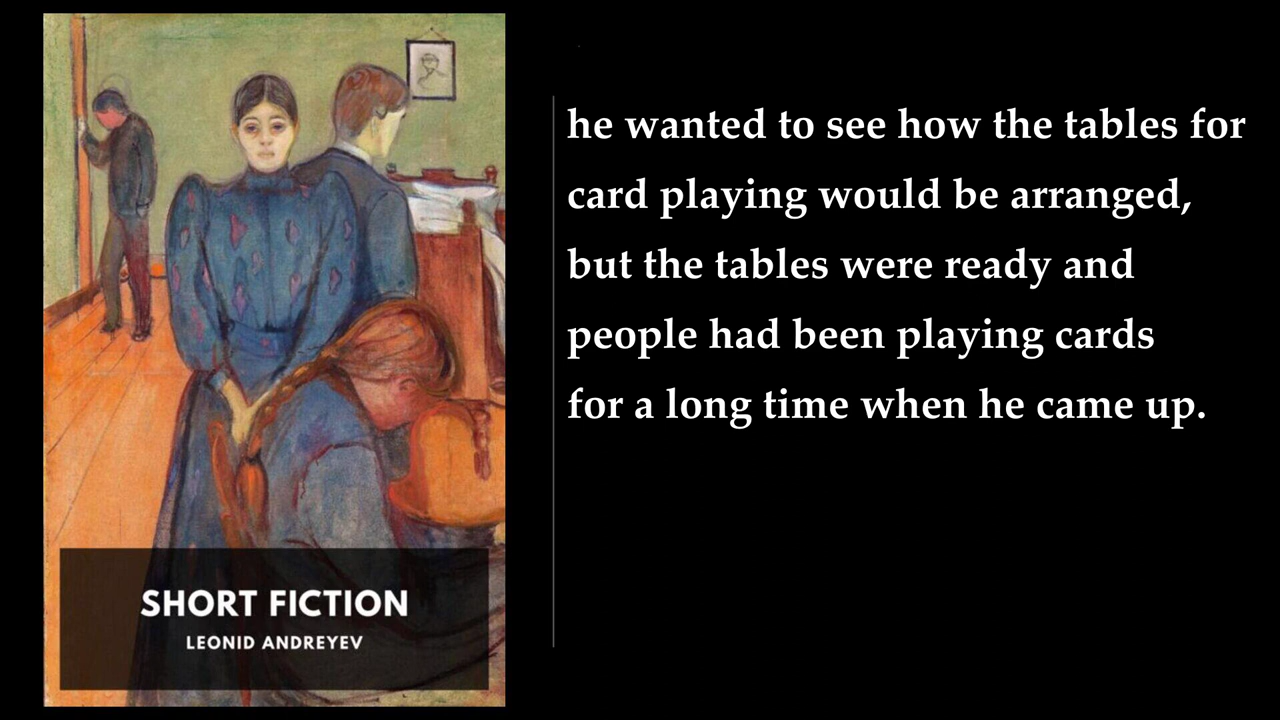 he wanted to see how the tables for
card playing would be arranged,
but the tables were ready and
people had been playing cards
for a long time when he came up.
SHORT FICTION
LEONID ANDREYEV